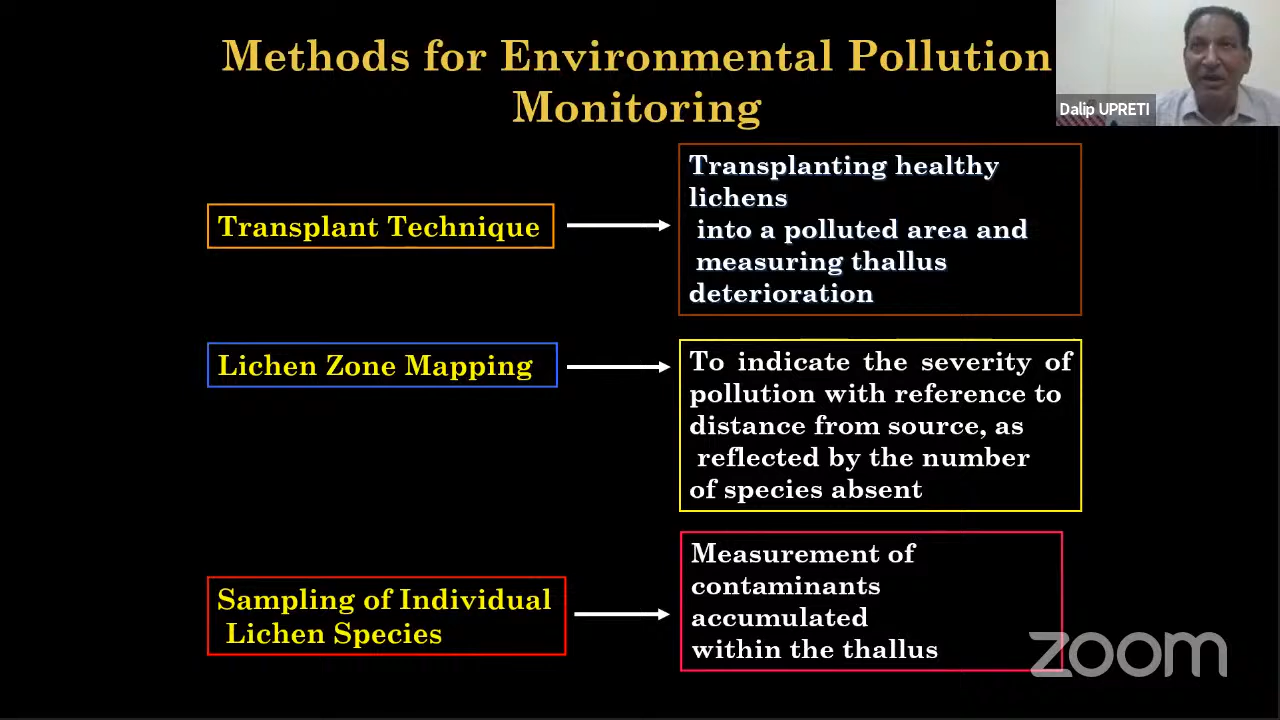 Methods for Environmental Pollution
Monitoring
Dalip UPRETI
Transplant Technique
Transplanting healthy
lichens
into a polluted area and
measuring thallus
deterioration
Lichen Zone Mapping
To indicate the severity of
pollution with reference to
distance from source, as
reflected by the number
of species absent
Sampling of Individual
Lichen Species
Measurement of
contaminants
accumulated
within the thallus
zoom